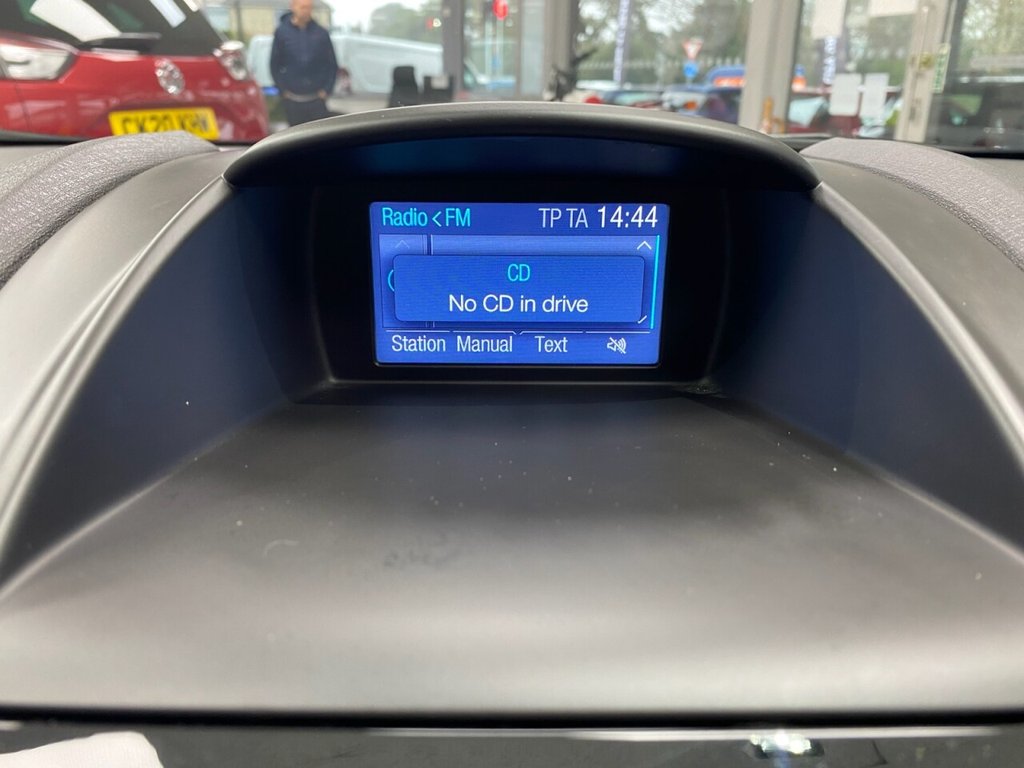 Radio < FM TP TA 14:44
CD
No CD in drive
Station Manual Text